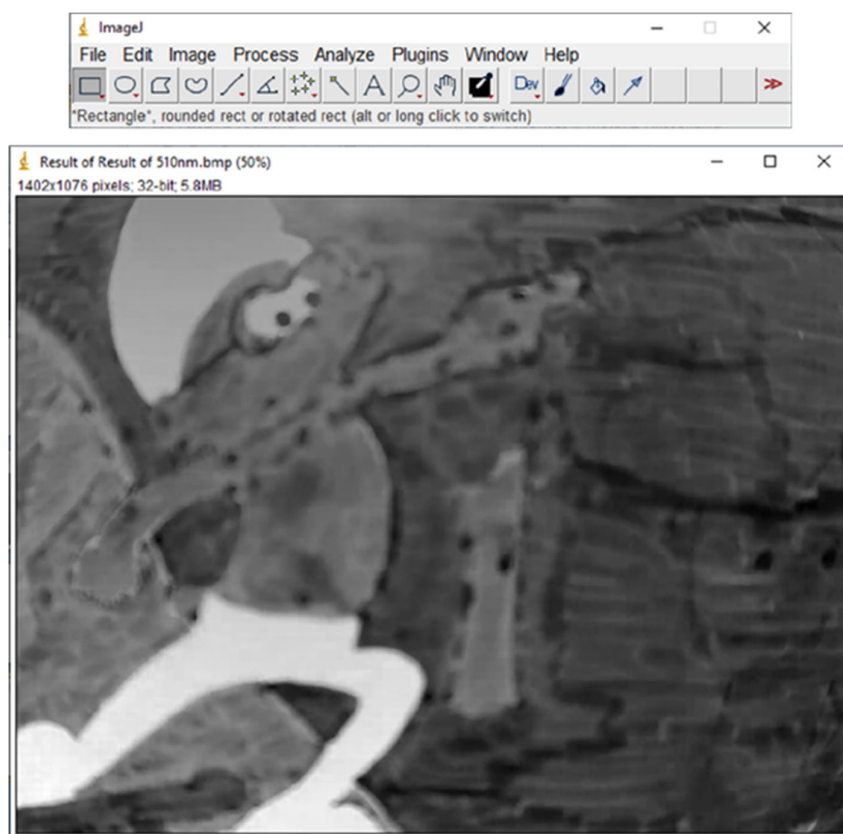 ImageJ
File Edit Image Process Analyze Plugins Window Help
A Dev
*Rectangle*, rounded rect or rotated rect (alt or long click to switch)
Result of Result of 510nm.bmp (50%)
1402x1076 pixels; 32-bit; 5.8MB